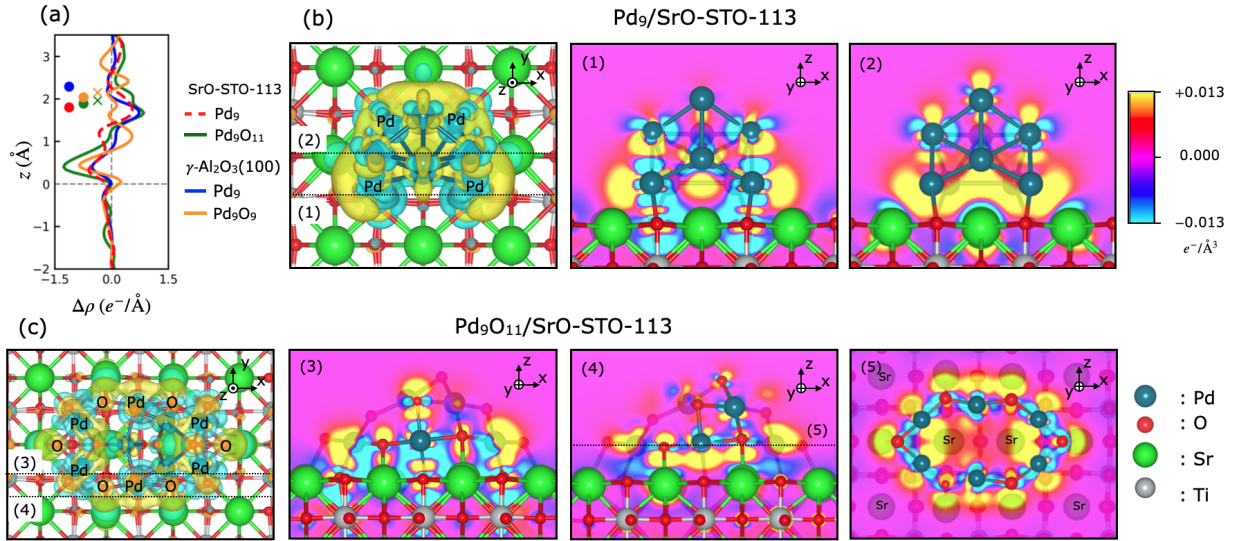 (a)
3
2
1
0
−1
−2
z (Å)
−1.5
0.0
1.5
Δρ (e⁻/Å)
SrO-STO-113
Pd₉
Pd₉O₁₁
γ-Al₂O₃(100)
Pd₉
Pd₉O₉
(b)
Pd₉/SrO-STO-113
y
z
x
Pd
Pd
(2)
Pd
Pd
(1)
(1)
z
y
x
(2)
z
y
x
+0.013
0.000
−0.013
e⁻/Å³
(c)
Pd₉O₁₁/SrO-STO-113
y
z
x
O
Pd
O
Pd
Pd
O
O
(3)
Pd
Pd
O
Pd
O
(4)
(3)
z
y
x
(4)
z
y
x
(5)
(5)
z
y
x
Sr
Sr
Sr
Sr
Sr
Sr
: Pd
: O
: Sr
: Ti